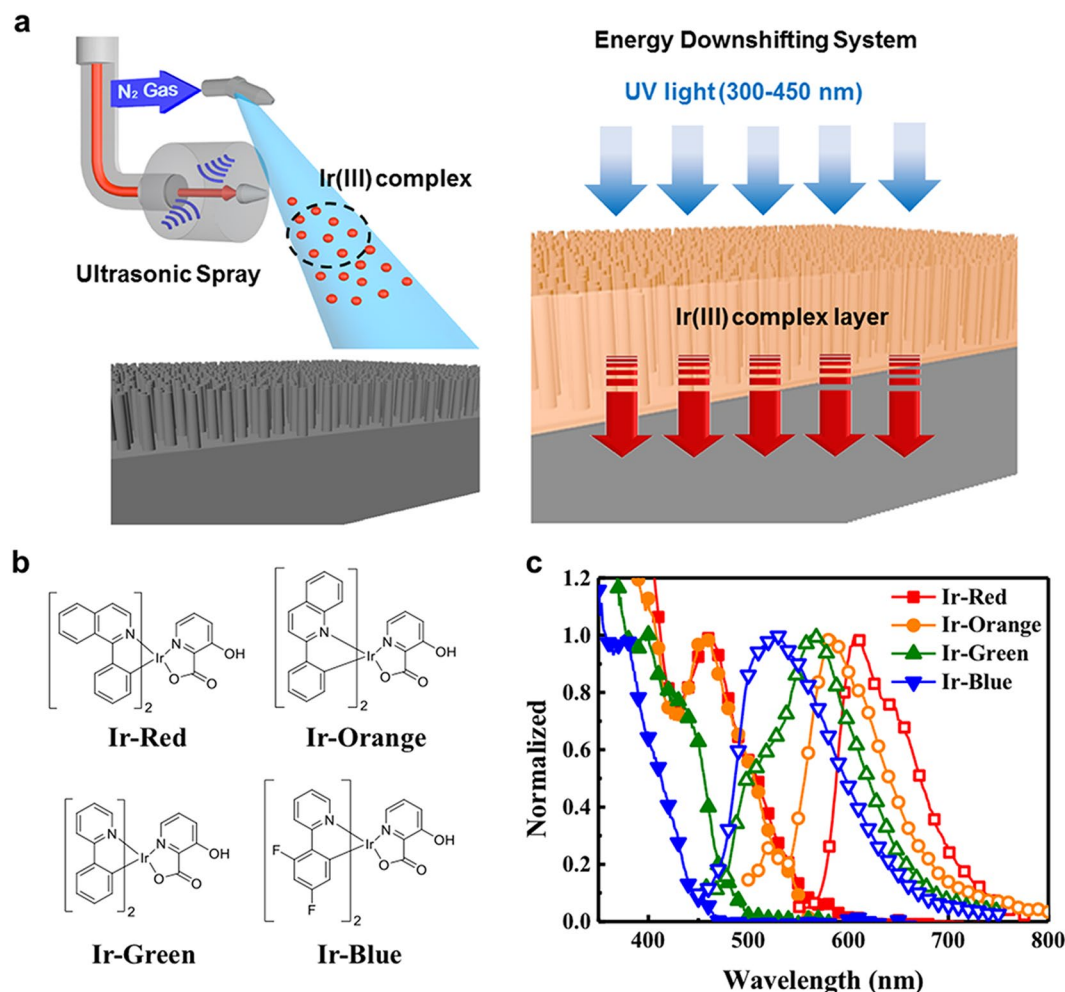 a
N₂ Gas
Ir(III) complex
Ultrasonic Spray
Energy Downshifting System
UV light (300-450 nm)
Ir(III) complex layer
b
N
Ir
N
O
O
OH
2
Ir-Red
N
Ir
N
O
O
OH
2
Ir-Orange
N
Ir
N
O
O
OH
2
Ir-Green
N
Ir
N
O
O
OH
F
F
2
Ir-Blue
c
Normalized
1.2
1.0
0.8
0.6
0.4
0.2
0.0
Ir-Red
Ir-Orange
Ir-Green
Ir-Blue
400 500 600 700 800
Wavelength (nm)